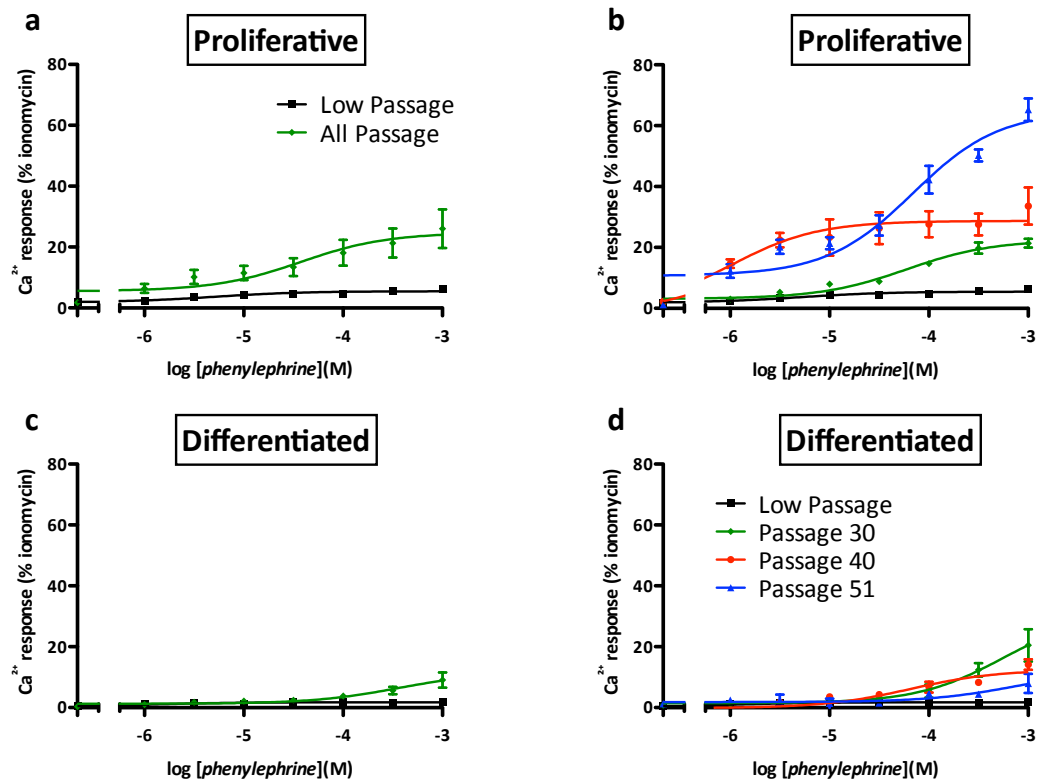 a
Proliferative
Ca²⁺ response (% ionomycin)
80
60
40
20
0
Low Passage
All Passage
-6
-5
-4
-3
log [phenylephrine](M)
b
Proliferative
Ca²⁺ response (% ionomycin)
80
60
40
20
0
-6
-5
-4
-3
log [phenylephrine](M)
c
Differentiated
Ca²⁺ response (% ionomycin)
80
60
40
20
0
-6
-5
-4
-3
log [phenylephrine](M)
d
Differentiated
Ca²⁺ response (% ionomycin)
80
60
40
20
0
Low Passage
Passage 30
Passage 40
Passage 51
-6
-5
-4
-3
log [phenylephrine](M)